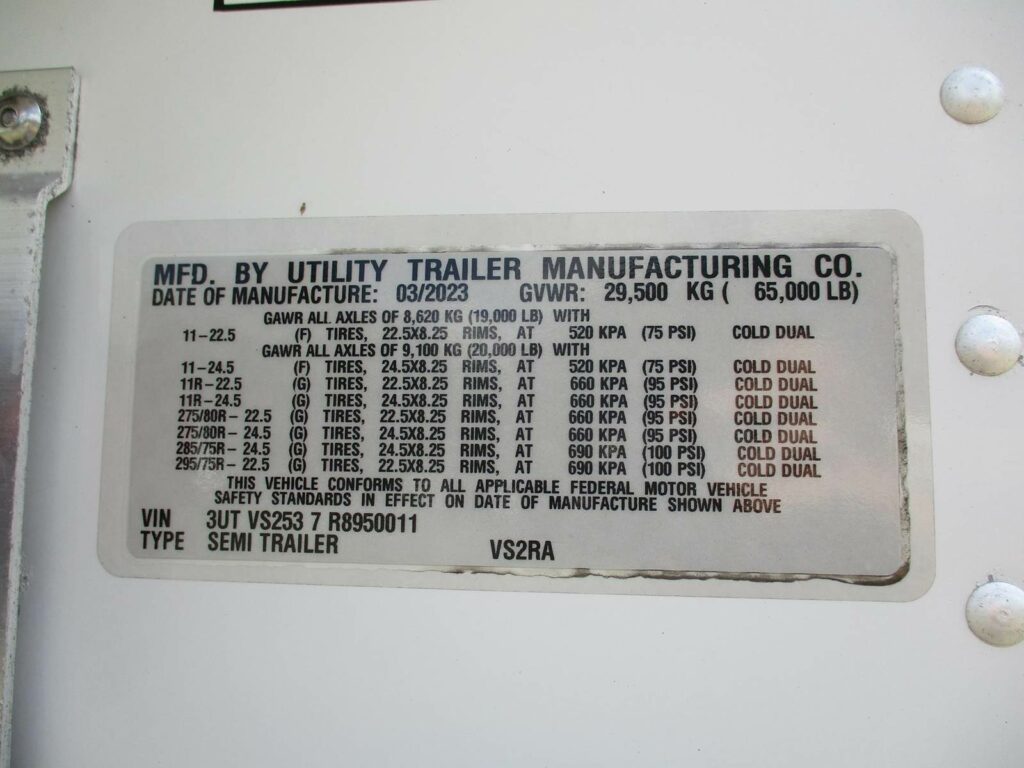 MFD. BY UTILITY TRAILER MANUFACTURING CO.
DATE OF MANUFACTURE: 03/2023 GVWR: 29,500 KG ( 65,000 LB)
GAWR ALL AXLES OF 8,620 KG (19,000 LB) WITH
11-22.5 (F) TIRES, 22.5X8.25 RIMS, AT 520 KPA (75 PSI) COLD DUAL
GAWR ALL AXLES OF 9,100 KG (20,000 LB) WITH
11-24.5 (F) TIRES, 24.5X8.25 RIMS, AT 520 KPA (75 PSI) COLD DUAL
11R-22.5 (G) TIRES, 22.5X8.25 RIMS, AT 660 KPA (95 PSI) COLD DUAL
11R-24.5 (G) TIRES, 24.5X8.25 RIMS, AT 660 KPA (95 PSI) COLD DUAL
275/80R- 22.5 (G) TIRES, 22.5X8.25 RIMS, AT 660 KPA (95 PSI) COLD DUAL
275/80R- 24.5 (G) TIRES, 24.5X8.25 RIMS, AT 660 KPA (95 PSI) COLD DUAL
285/75R- 24.5 (G) TIRES, 24.5X8.25 RIMS, AT 690 KPA (100 PSI) COLD DUAL
295/75R- 22.5 (G) TIRES, 22.5X8.25 RIMS, AT 690 KPA (100 PSI) COLD DUAL
THIS VEHICLE CONFORMS TO ALL APPLICABLE FEDERAL MOTOR VEHICLE
SAFETY STANDARDS IN EFFECT ON DATE OF MANUFACTURE SHOWN ABOVE
VIN 3UT VS253 7 R8950011
TYPE SEMI TRAILER VS2RA